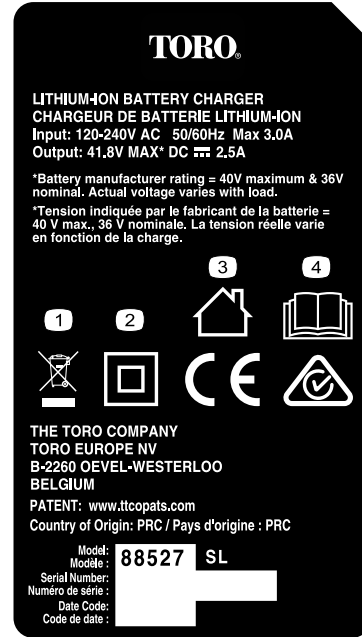 TORO.
LITHIUM-ION BATTERY CHARGER
CHARGEUR DE BATTERIE LITHIUM-ION
Input: 120-240V AC 50/60Hz Max 3.0A
Output: 41.8V MAX* DC 2.5A
*Battery manufacturer rating = 40V maximum & 36V
nominal. Actual voltage varies with load.
*Tension indiquée par le fabricant de la batterie =
40 V max., 36 V nominale. La tension réelle varie
en fonction de la charge.
3 4
1 2
CE
THE TORO COMPANY
TORO EUROPE NV
B-2260 OEVEL-WESTERLOO
BELGIUM
PATENT: www.ttcopats.com
Country of Origin: PRC / Pays d'origine : PRC
Model:
Modèle : 88527 SL
Serial Number:
Numéro de série :
Date Code:
Code de date :